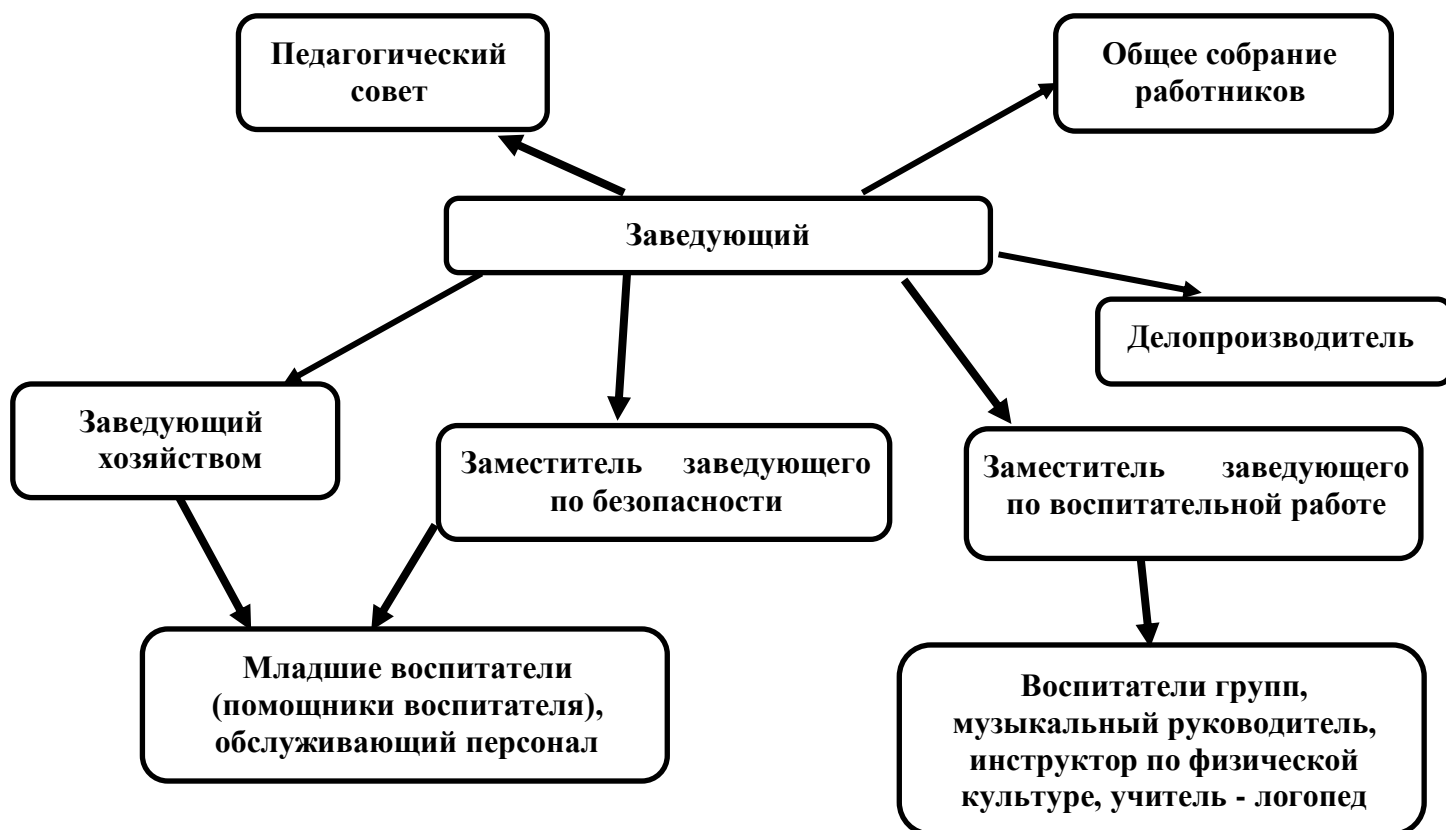 Педагогический
совет
Общее собрание
работников
Заведующий
Делопроизводитель
Заведующий
хозяйством
Заместитель заведующего
по безопасности
Заместитель заведующего
по воспитательной работе
Младшие воспитатели
(помощники воспитателя),
обслуживающий персонал
Воспитатели групп,
музыкальный руководитель,
инструктор по физической
культуре, учитель - логопед